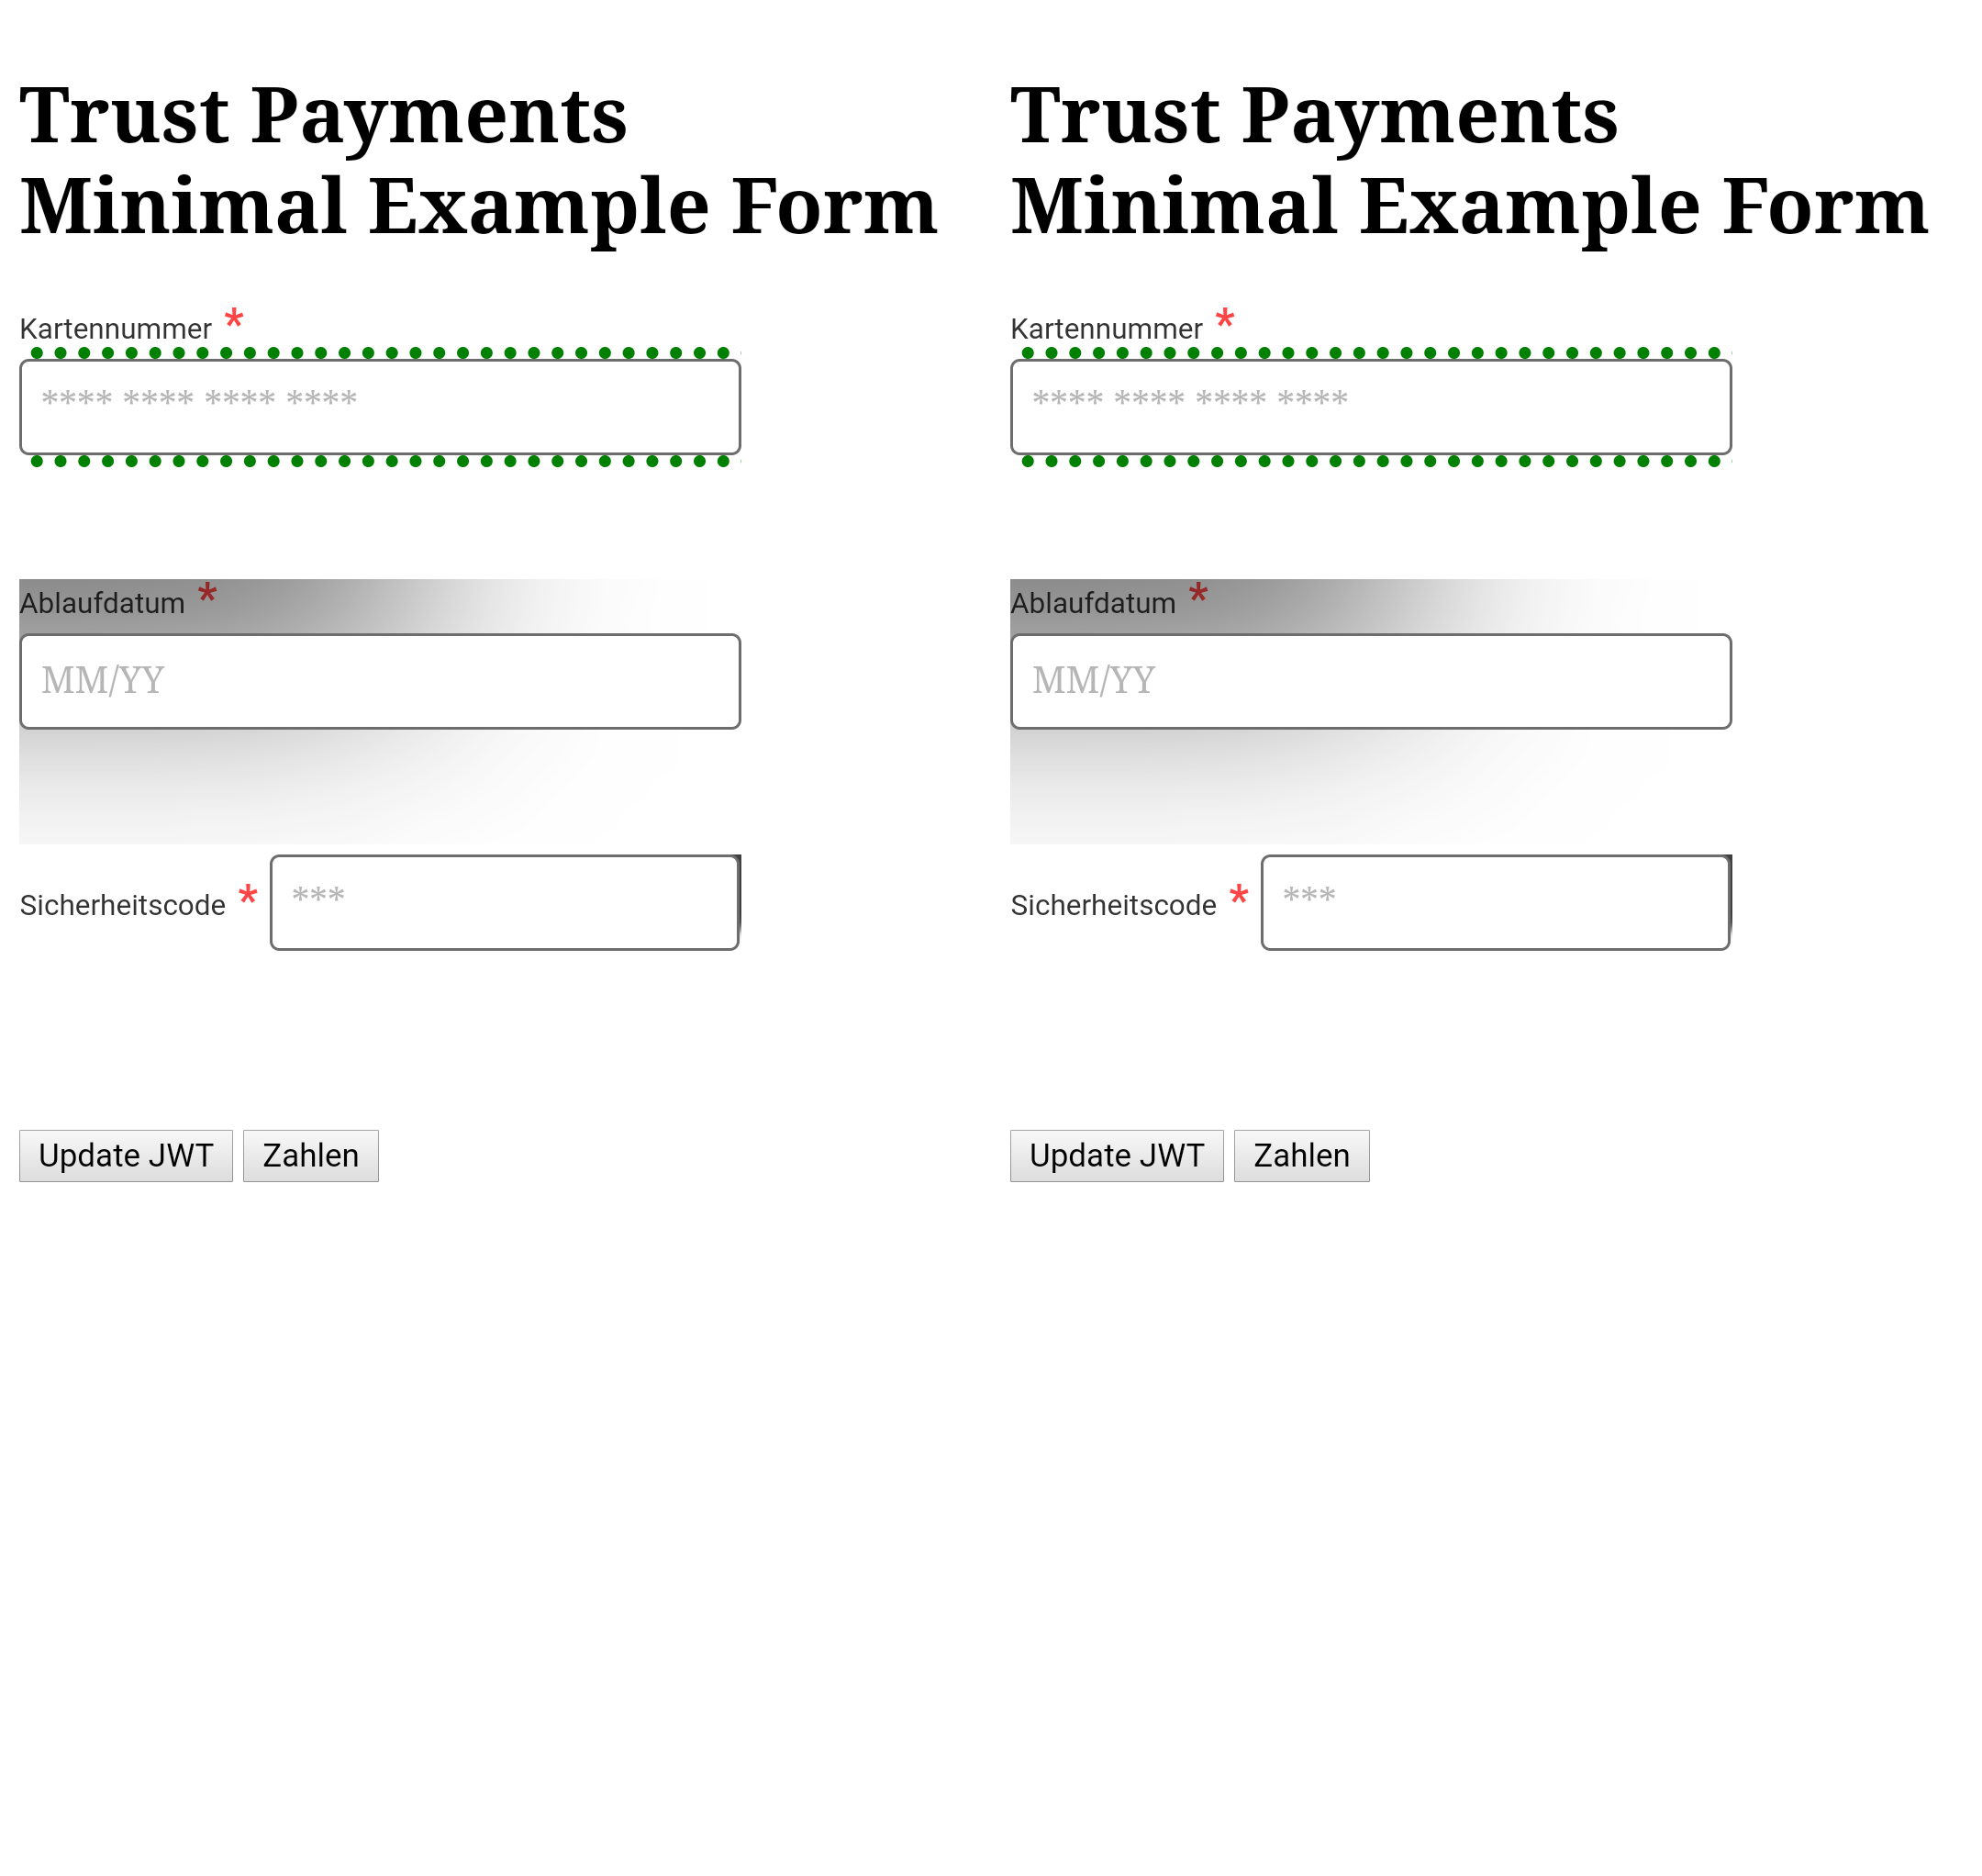 Trust Payments
Minimal Example Form
Kartennummer *
**** **** **** ****
Ablaufdatum *
MM/YY
Sicherheitscode * ***
Update JWT Zahlen
Trust Payments
Minimal Example Form
Kartennummer *
**** **** **** ****
Ablaufdatum *
MM/YY
Sicherheitscode * ***
Update JWT Zahlen